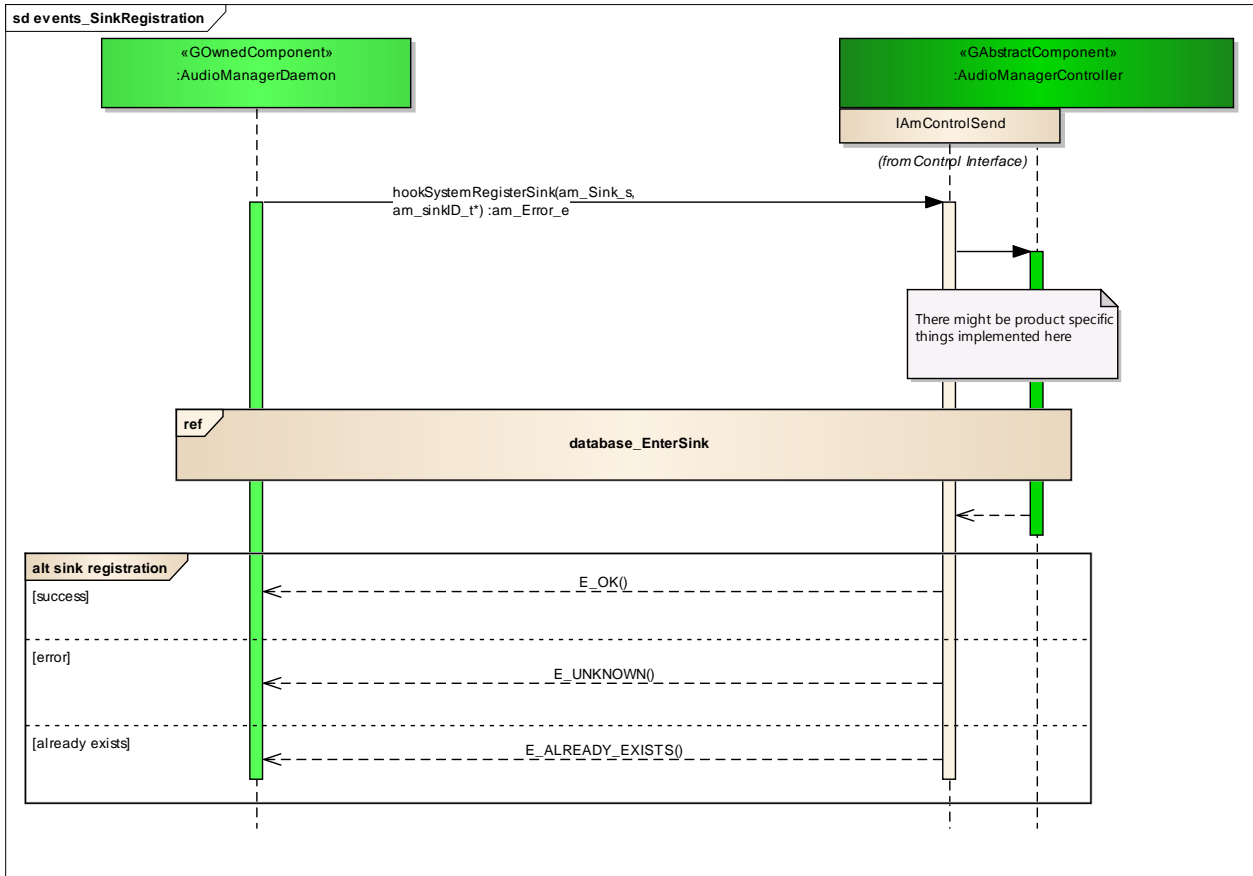 sd events_SinkRegistration
«GOwnedComponent»
:AudioManagerDaemon
«GAbstractComponent»
:AudioManagerController
IAmControlSend
(from Control Interface)
hookSystemRegisterSink(am_Sink_s,
am_sinkID_t*) :am_Error_e
There might be product specific
things implemented here
ref
database_EnterSink
alt sink registration
[success]
E_OK()
[error]
E_UNKNOWN()
[already exists]
E_ALREADY_EXISTS()